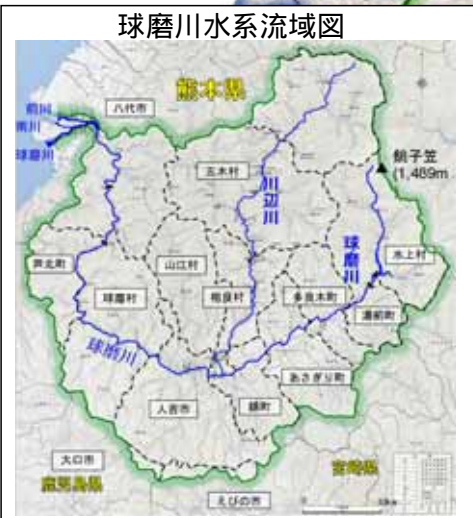 球磨川水系流域図
熊本県
八代市
前川
南川
球磨川
五木村
川辺川
銚子笠
(1,489m
球磨川
水上村
芦北町
山江村
球磨村
相良村
多良木町
湯前町
球磨川
あさぎり町
人吉市
錦町
大口市
鹿児島県
宮崎県
えびの市